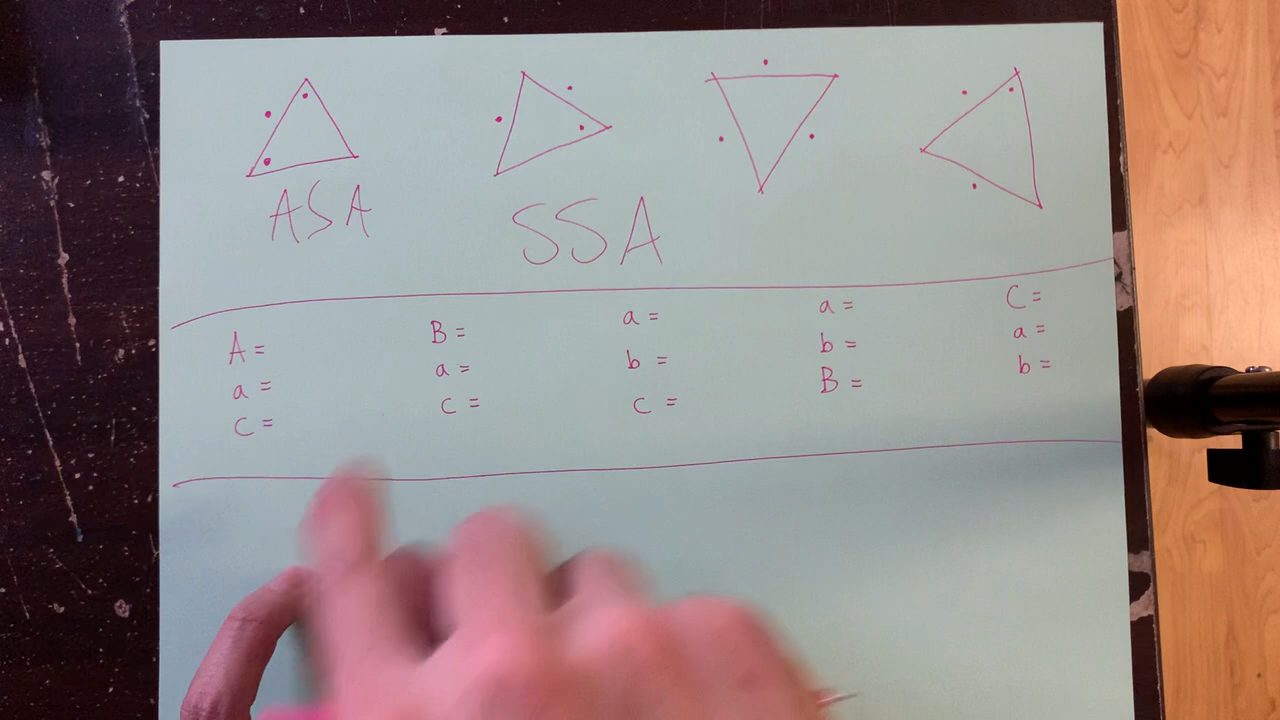 ASA
SSA
A =
a =
c =
B =
a =
c =
a =
b =
c =
a =
b =
B =
C =
a =
b =